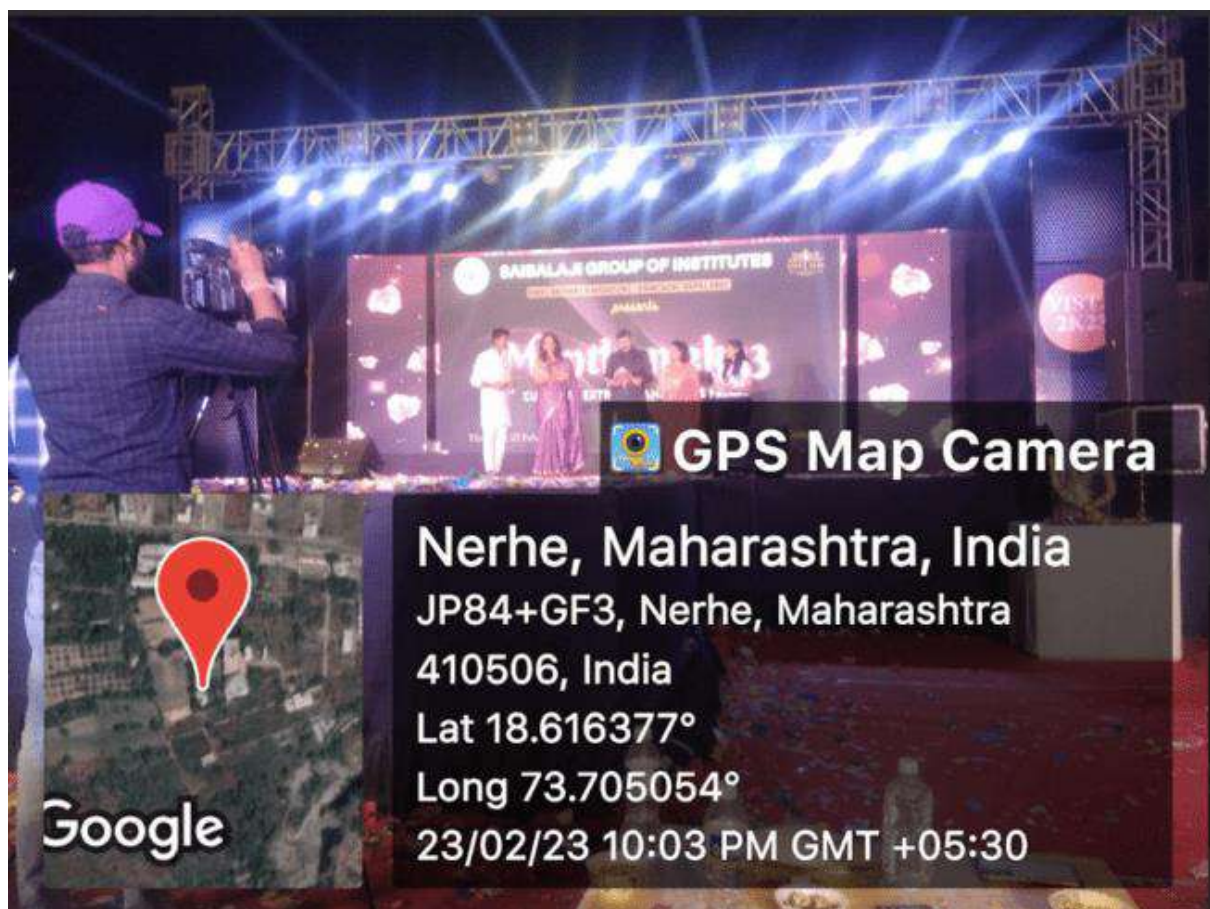 SAIBALAJI GROUP OF INSTITUTES
presents
GPS Map Camera
Nerhe, Maharashtra, India
JP84+GF3, Nerhe, Maharashtra
410506, India
Lat 18.616377°
Long 73.705054°
23/02/23 10:03 PM GMT +05:30
Google